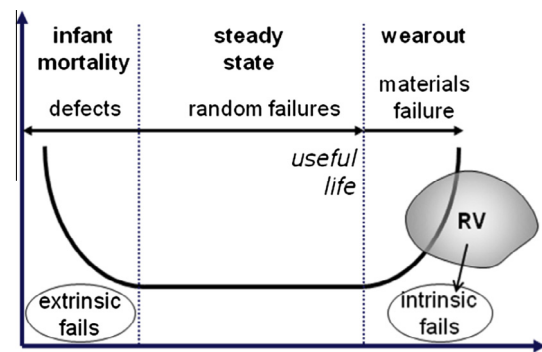 infant
mortality
steady
state
wearout
defects
random failures
materials
failure
useful
life
RV
extrinsic
fails
intrinsic
fails